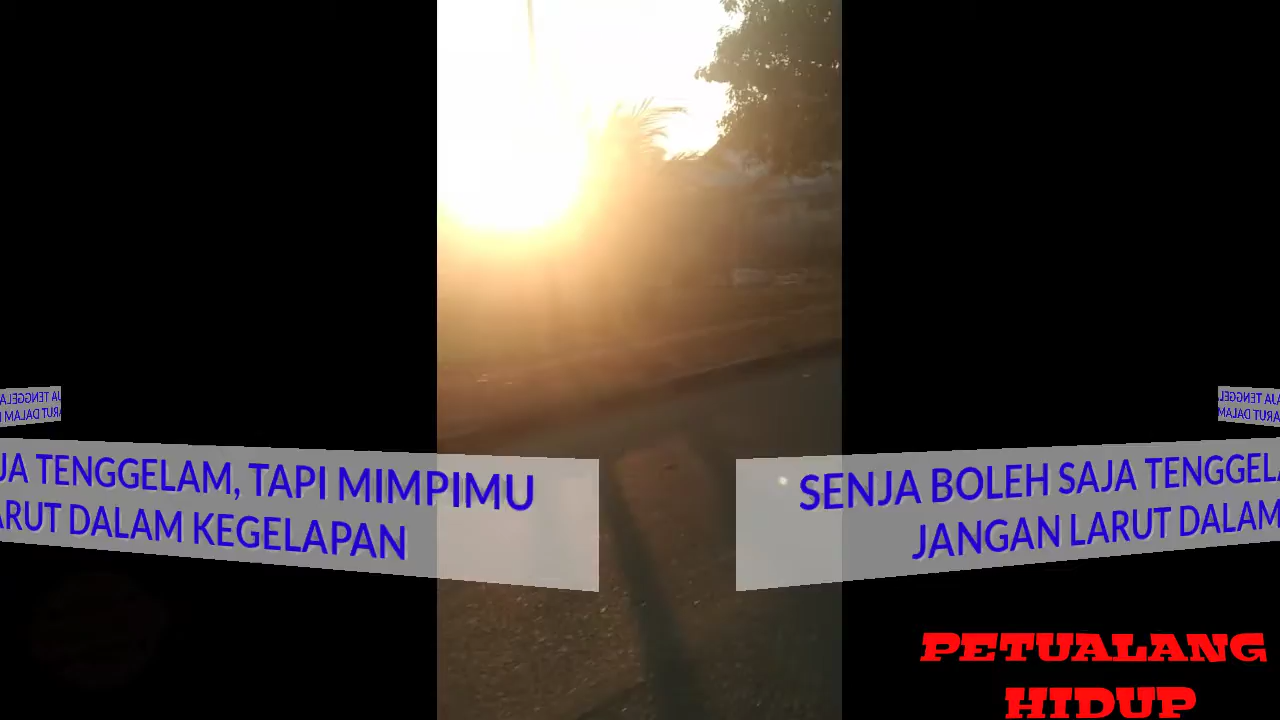 JA TENGGELAM, TAPI MIMPIMU
ARUT DALAM KEGELAPAN
SENJA BOLEH SAJA TENGGELA
JANGAN LARUT DALAM
PETUALANG
HIDUP